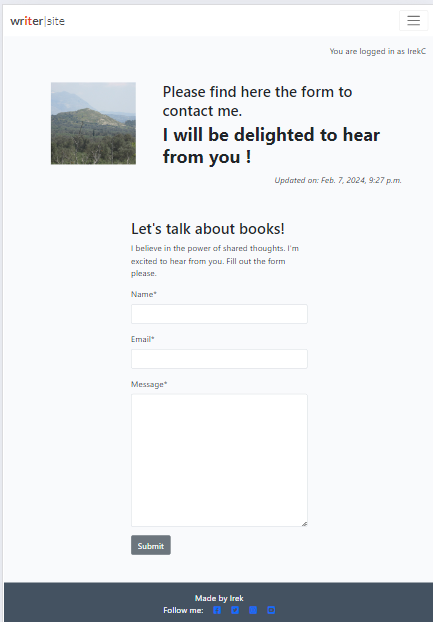 writer|site
You are logged in as IrekC
Please find here the form to
contact me.
I will be delighted to hear
from you !
Updated on: Feb. 7, 2024, 9:27 p.m.
Let's talk about books!
I believe in the power of shared thoughts. I'm
excited to hear from you. Fill out the form
please.
Name*
Email*
Message*
Submit
Made by Irek
Follow me: